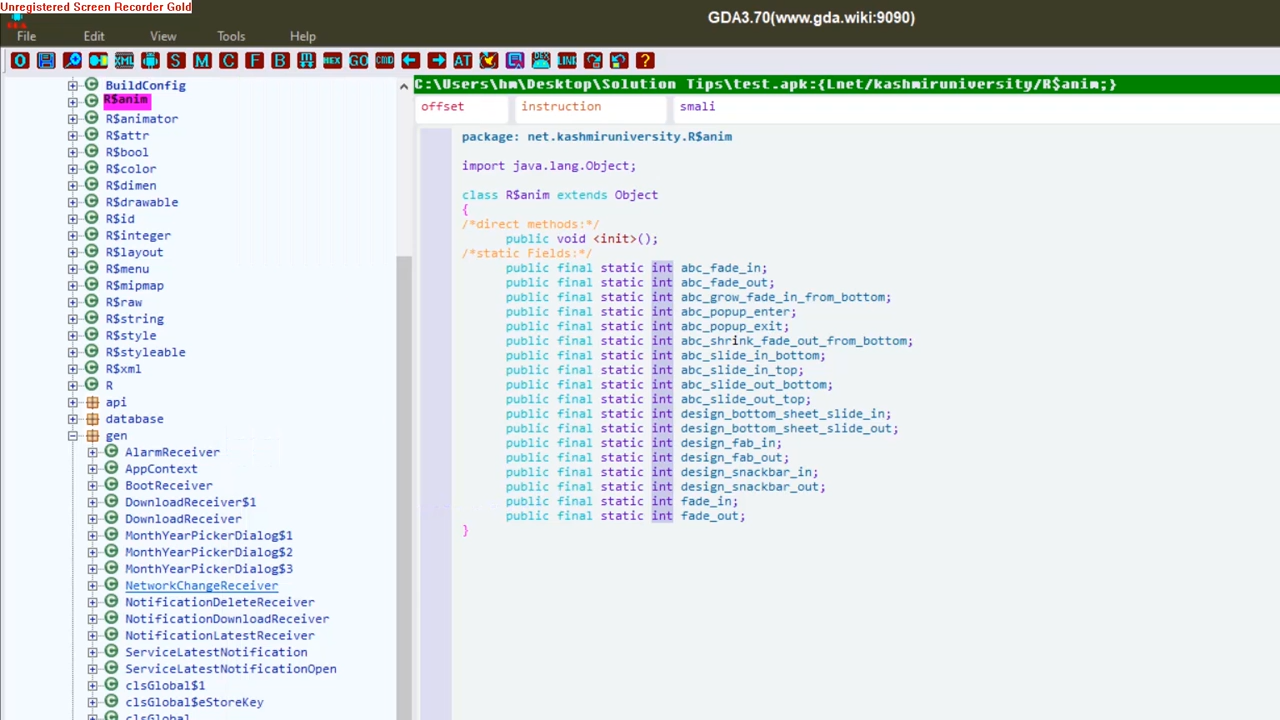 Unregistered Screen Recorder Gold
GDA3.70(www.gda.wiki:9090)
File Edit View Tools Help
O XML S M C F B HEX GO CMD AT DEX LINK ?
BuildConfig
R$anim
R$animator
R$attr
R$bool
R$color
R$dimen
R$drawable
R$id
R$integer
R$layout
R$menu
R$mipmap
R$raw
R$string
R$style
R$styleable
R$xml
R
api
database
gen
AlarmReceiver
AppContext
BootReceiver
DownloadReceiver$1
DownloadReceiver
MonthYearPickerDialog$1
MonthYearPickerDialog$2
MonthYearPickerDialog$3
NetworkChangeReceiver
NotificationDeleteReceiver
NotificationDownloadReceiver
NotificationLatestReceiver
ServiceLatestNotification
ServiceLatestNotificationOpen
clsGlobal$1
clsGlobal$eStoreKey
clsGlobal
C:\Users\hm\Desktop\Solution Tips\test.apk:{Lnet/kashmiruniversity/R$anim;}
offset instruction smali
package: net.kashmiruniversity.R$anim
import java.lang.Object;
class R$anim extends Object
{
/*direct methods:*/
public void <init>();
/*static Fields:*/
public final static int abc_fade_in;
public final static int abc_fade_out;
public final static int abc_grow_fade_in_from_bottom;
public final static int abc_popup_enter;
public final static int abc_popup_exit;
public final static int abc_shrink_fade_out_from_bottom;
public final static int abc_slide_in_bottom;
public final static int abc_slide_in_top;
public final static int abc_slide_out_bottom;
public final static int abc_slide_out_top;
public final static int design_bottom_sheet_slide_in;
public final static int design_bottom_sheet_slide_out;
public final static int design_fab_in;
public final static int design_fab_out;
public final static int design_snackbar_in;
public final static int design_snackbar_out;
public final static int fade_in;
public final static int fade_out;
}